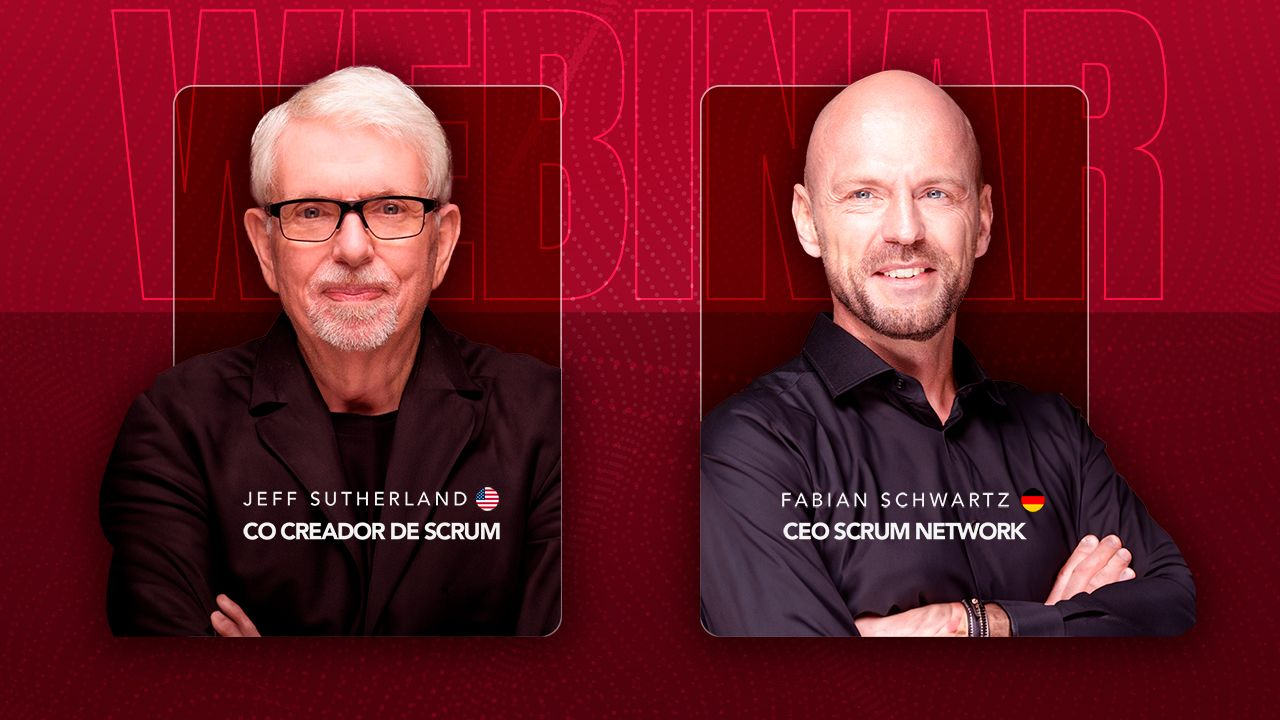 WEBINAR
JEFF SUTHERLAND
CO CREADOR DE SCRUM
FABIAN SCHWARTZ
CEO SCRUM NETWORK